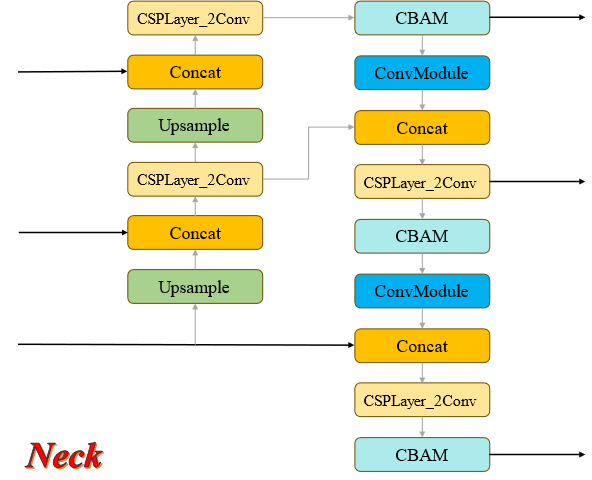 CSPLayer_2Conv
CBAM
Concat
ConvModule
Upsample
Concat
CSPLayer_2Conv
CSPLayer_2Conv
Concat
CBAM
Upsample
ConvModule
Concat
CSPLayer_2Conv
Neck
CBAM